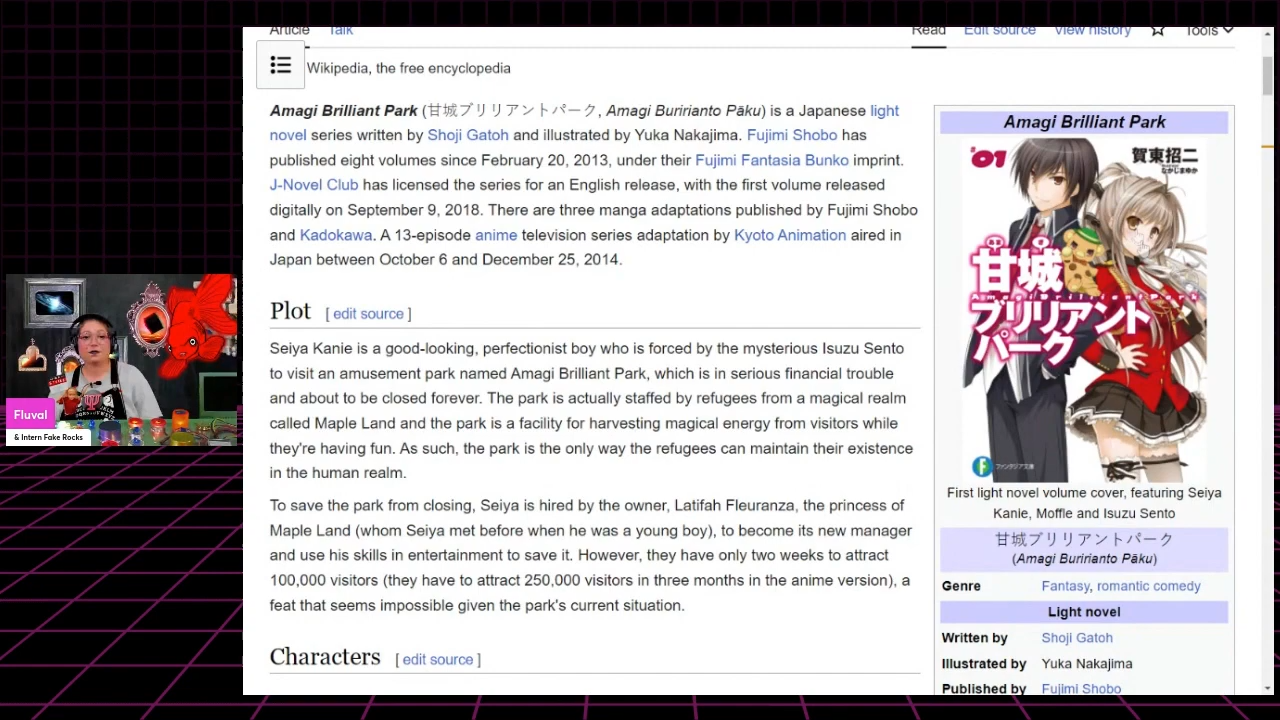 Article Talk Read Edit source View history Tools
Wikipedia, the free encyclopedia
Amagi Brilliant Park (甘城ブリリアントパーク, Amagi Buririanto Pāku) is a Japanese light
novel series written by Shoji Gatoh and illustrated by Yuka Nakajima. Fujimi Shobo has
published eight volumes since February 20, 2013, under their Fujimi Fantasia Bunko imprint.
J-Novel Club has licensed the series for an English release, with the first volume released
digitally on September 9, 2018. There are three manga adaptations published by Fujimi Shobo
and Kadokawa. A 13-episode anime television series adaptation by Kyoto Animation aired in
Japan between October 6 and December 25, 2014.
Plot [ edit source ]
Seiya Kanie is a good-looking, perfectionist boy who is forced by the mysterious Isuzu Sento
to visit an amusement park named Amagi Brilliant Park, which is in serious financial trouble
and about to be closed forever. The park is actually staffed by refugees from a magical realm
called Maple Land and the park is a facility for harvesting magical energy from visitors while
they're having fun. As such, the park is the only way the refugees can maintain their existence
in the human realm.
To save the park from closing, Seiya is hired by the owner, Latifah Fleuranza, the princess of
Maple Land (whom Seiya met before when he was a young boy), to become its new manager
and use his skills in entertainment to save it. However, they have only two weeks to attract
100,000 visitors (they have to attract 250,000 visitors in three months in the anime version), a
feat that seems impossible given the park's current situation.
Characters [ edit source ]
Amagi Brilliant Park
01
賀東招二
なかじまゆか
甘城
AmagiBrilliantPark
ブリリアント
パーク
ファンタジア文庫
First light novel volume cover, featuring Seiya
Kanie, Moffle and Isuzu Sento
甘城ブリリアントパーク
(Amagi Buririanto Pāku)
Genre Fantasy, romantic comedy
Light novel
Written by Shoji Gatoh
Illustrated by Yuka Nakajima
Published by Fujimi Shobo
Fluval
& Intern Fake Rocks